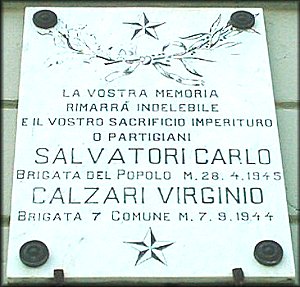 LA VOSTRA MEMORIA
RIMARRÁ INDELEBILE
E IL VOSTRO SACRIFICIO IMPERITURO
O PARTIGIANI
SALVATORI CARLO
BRIGATA DEL POPOLO M. 28. 4. 1945
CALZARI VIRGINIO
BRIGATA 7 COMUNE M. 7. 9. 1944